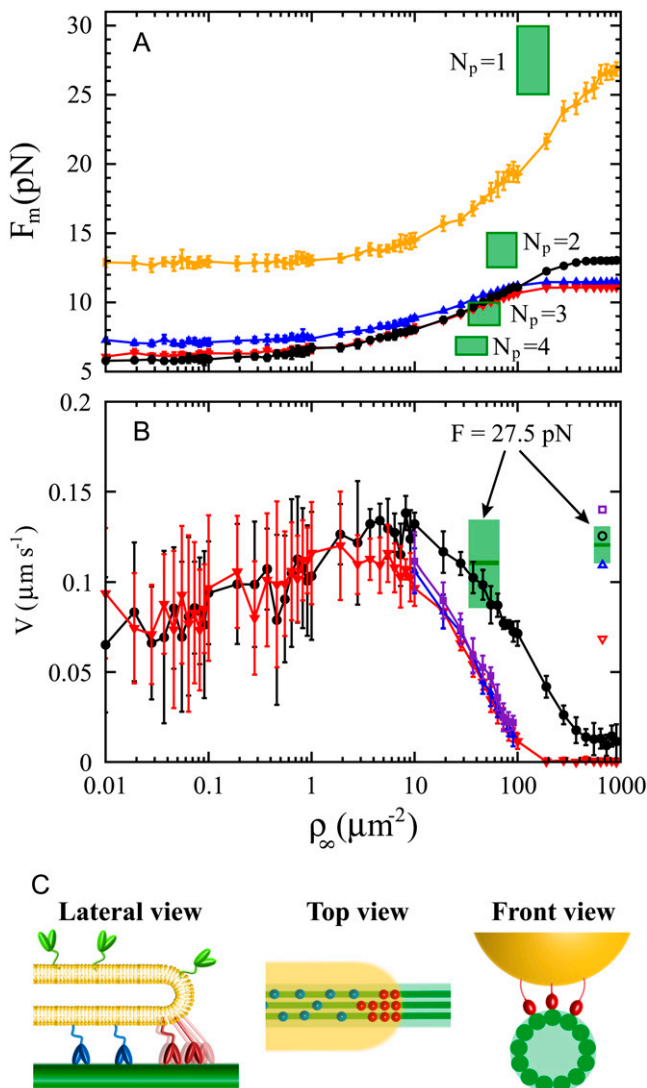 A
30
25
20
15
10
5
F_m (pN)
N_p=1
N_p=2
N_p=3
N_p=4
B
0.2
0.15
0.1
0.05
0
V (μm s⁻¹)
F = 27.5 pN
0.01 0.1 1 10 100 1000
ρ_∞ (μm⁻²)
C
Lateral view Top view Front view